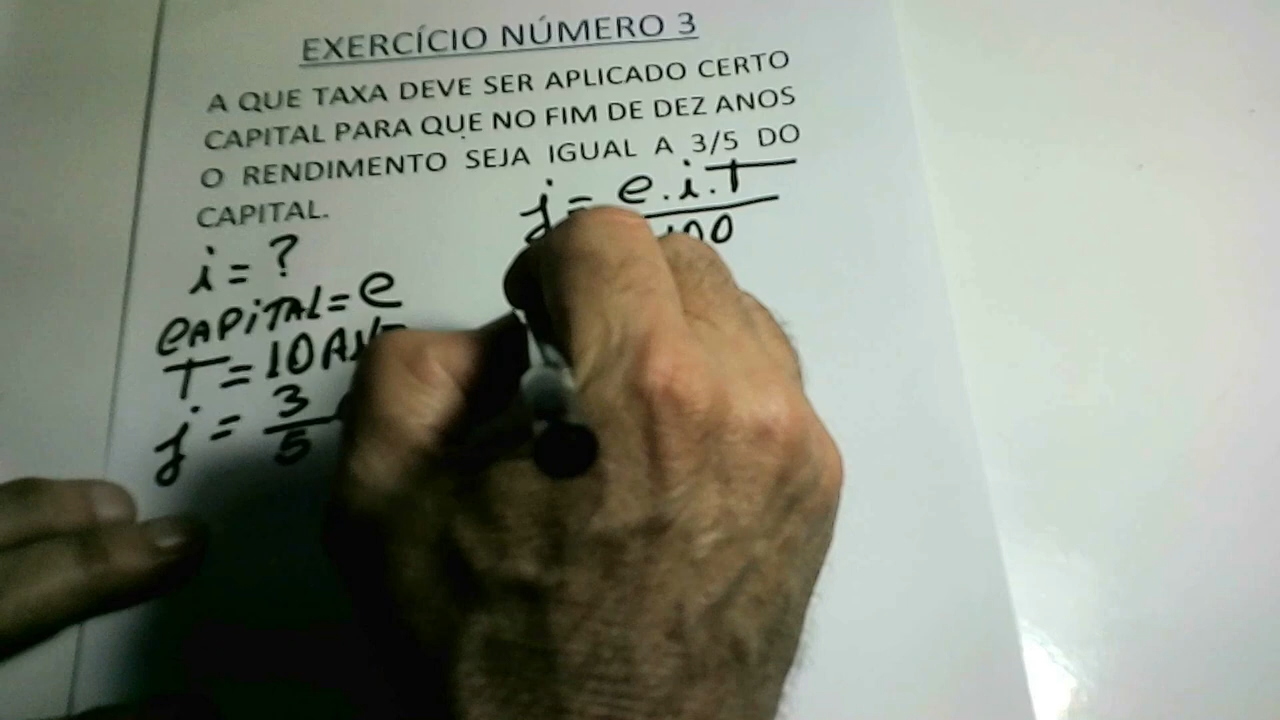 EXERCÍCIO NÚMERO 3
A QUE TAXA DEVE SER APLICADO CERTO
CAPITAL PARA QUE NO FIM DE DEZ ANOS
O RENDIMENTO SEJA IGUAL A 3/5 DO
CAPITAL.
j = c.i.T
100
i = ?
CAPITAL = C
T = 10
j = 3/5